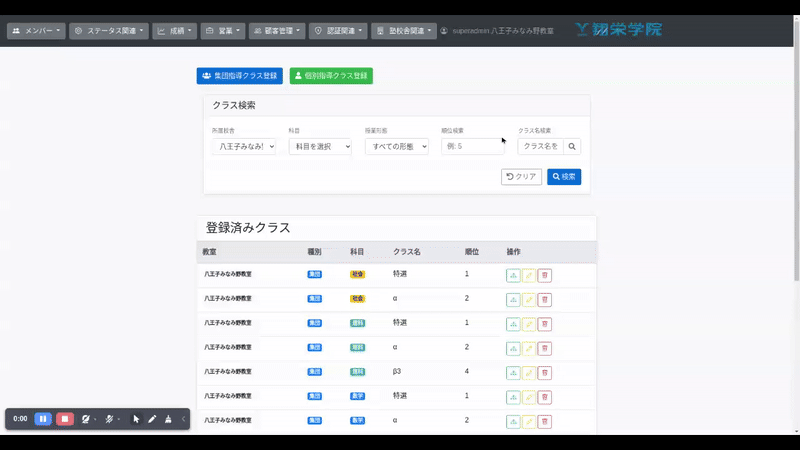 メンバー ステータス関連 成績 営業 顧客管理 認証関連 塾校舎関連 superadmin 八王子みなみ野教室 翔栄学院
集団指導クラス登録 個別指導クラス登録
クラス検索
所属校舎 科目 授業形態 順位検索 クラス名検索
八王子みなみ! 科目を選択 すべての形態 例: 5 クラス名を
クリア 検索
登録済みクラス
教室 種別 科目 クラス名 順位 操作
八王子みなみ野教室 集団 社会 特選 1
八王子みなみ野教室 集団 社会 α 2
八王子みなみ野教室 集団 理科 特選 1
八王子みなみ野教室 集団 理科 α 2
八王子みなみ野教室 集団 理科 β3 4
八王子みなみ野教室 集団 数学 特選 1
八王子みなみ野教室 集団 数学 α 2
0:00